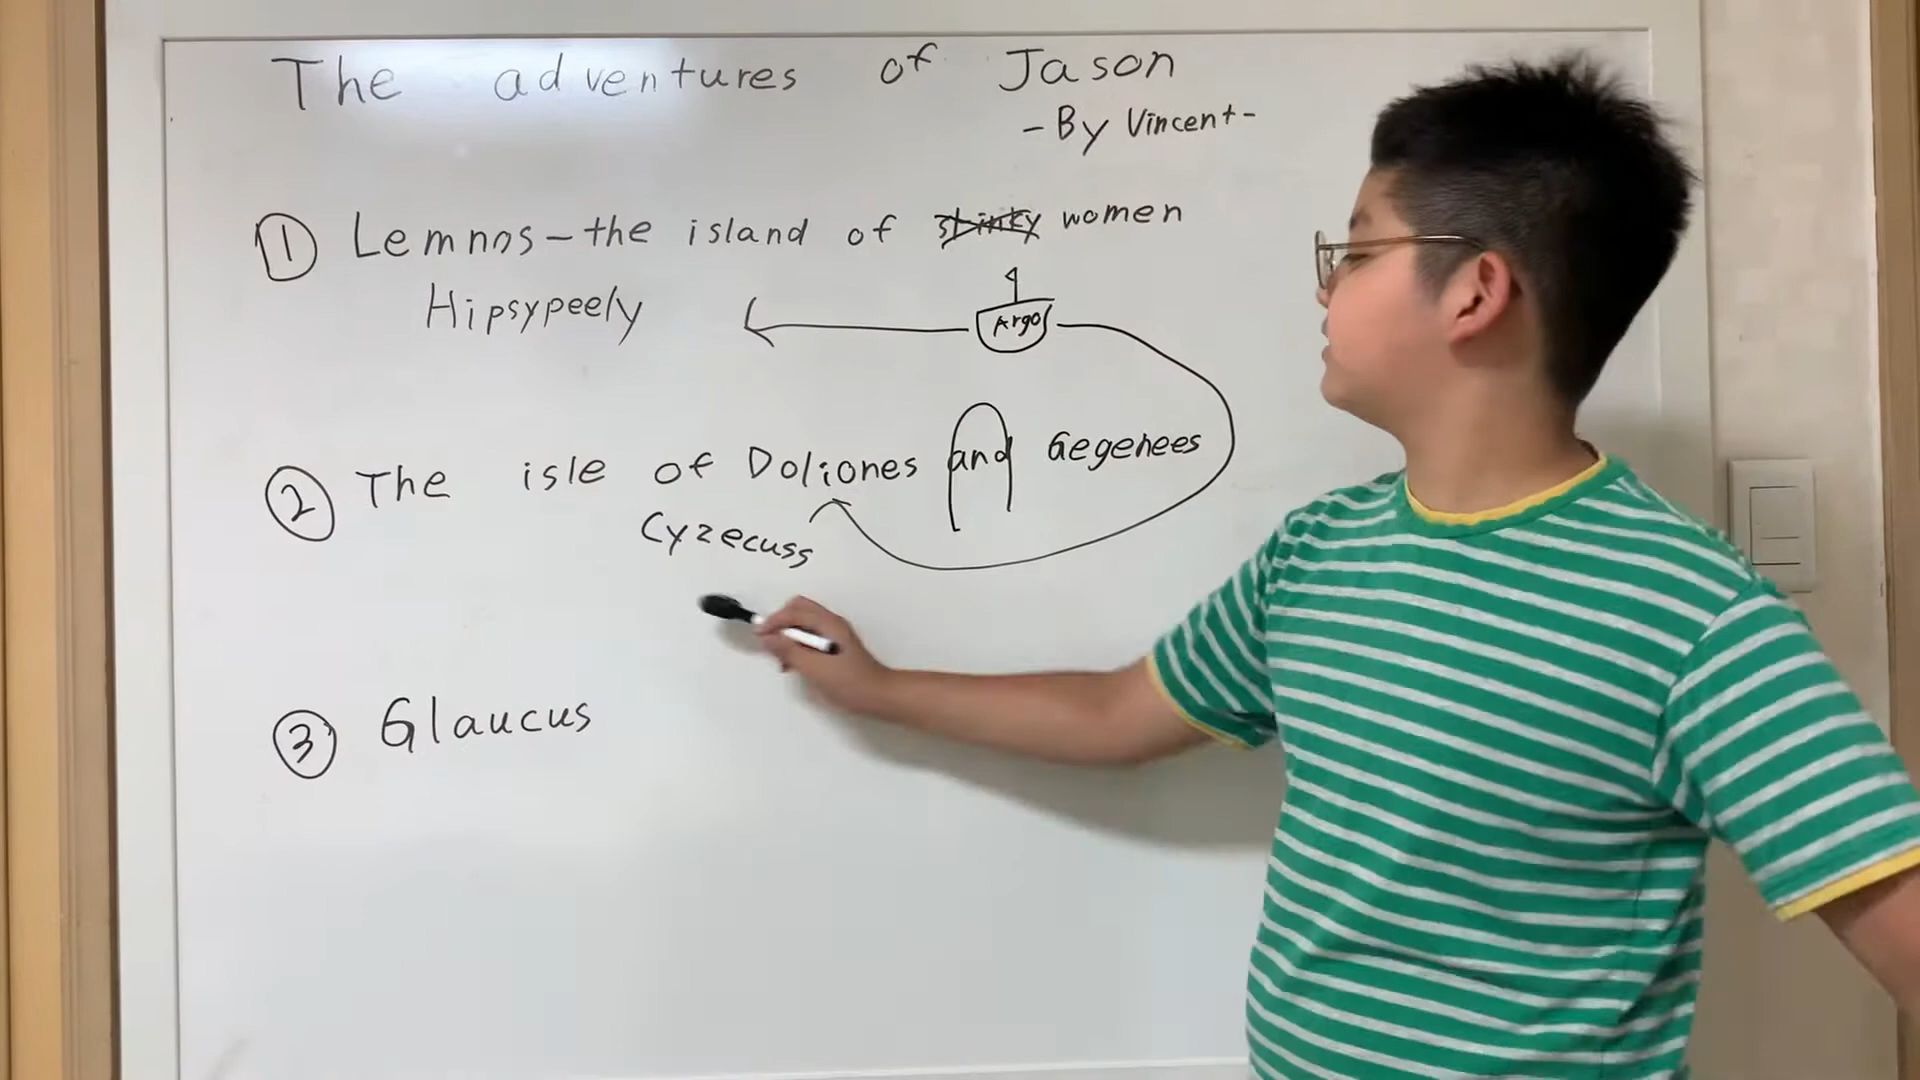 The adventures of Jason
- By Vincent -
① Lemnos - the island of stinky women
Hipsypeely
Argo
② The isle of Doliones and Gegenees
Cyzecuss
③ Glaucus